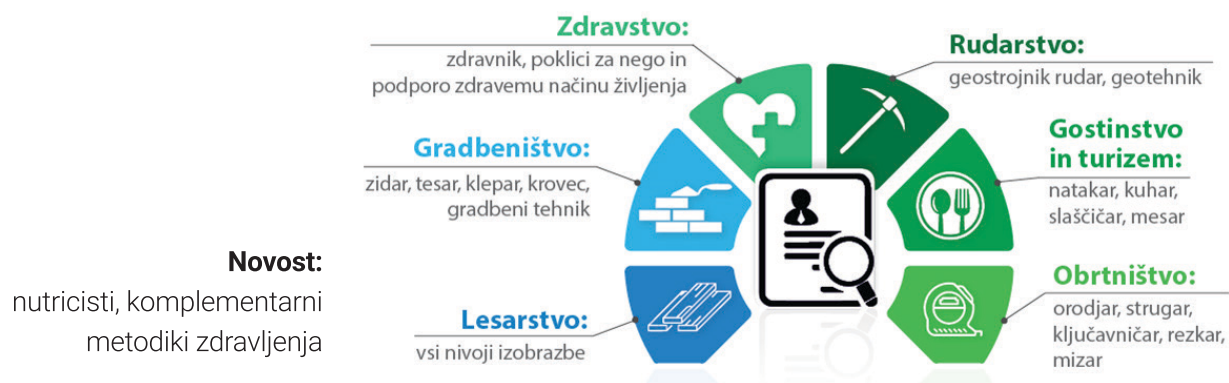 Zdravstvo:
zdravnik, poklici za nego in
podporo zdravemu načinu življenja
Rudarstvo:
geostrojnik rudar, geotehnik
Gradbeništvo:
zidar, tesar, klepar, krovec,
gradbeni tehnik
Gostinstvo
in turizem:
natakar, kuhar,
slaščičar, mesar
Novost:
nutricisti, komplementarni
metodiki zdravljenja
Lesarstvo:
vsi nivoji izobrazbe
Obrtništvo:
orodjar, strugar,
ključavničar, rezkar,
mizar